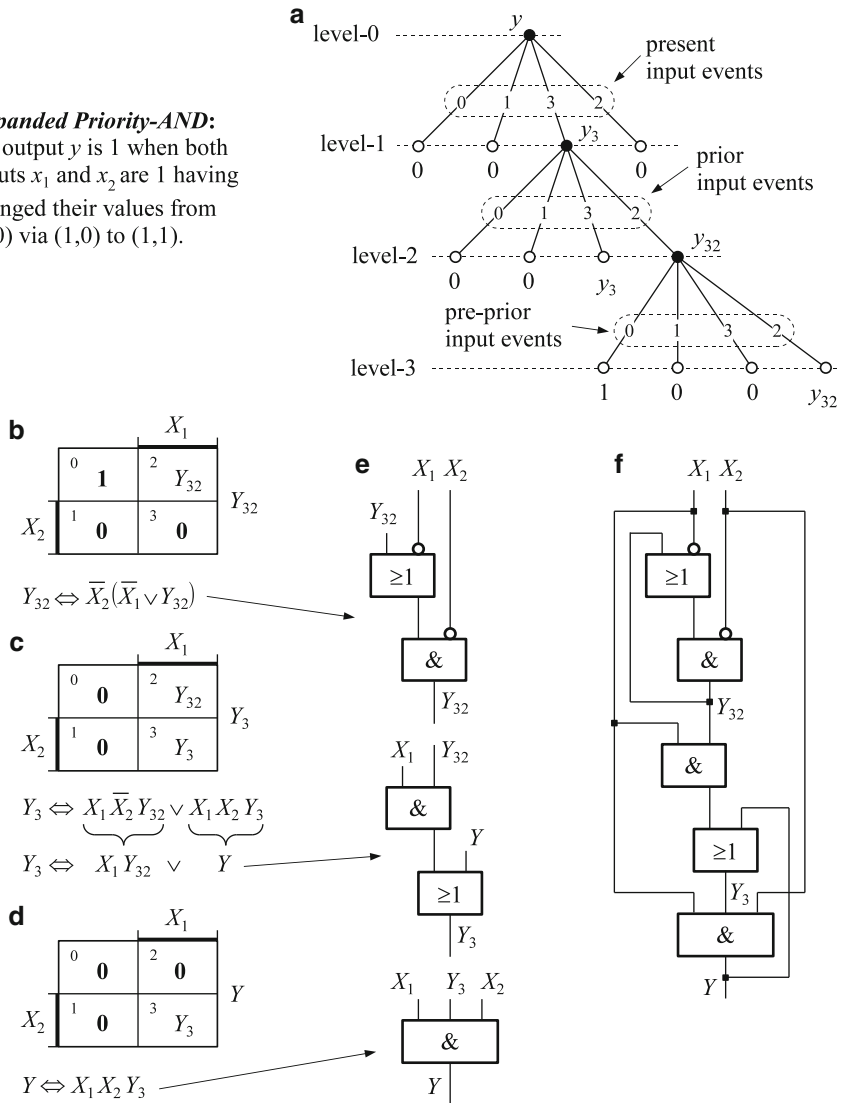 a
level-0
y
present
input events
0 1 3 2
panded Priority-AND:
output y is 1 when both
uts x₁ and x₂ are 1 having
nged their values from
0) via (1,0) to (1,1).
level-1
y₃
0 0 0
prior
input events
0 1 3 2
level-2
y₃₂
0 0 y₃
pre-prior
input events
0 1 3 2
level-3
1 0 0 y₃₂
b
X₁
0 1 2 Y₃₂
Y₃₂
X₂
1 0 3 0
Y₃₂ ⇔ X̅₂(X̅₁ ∨ Y₃₂)
c
X₁
0 0 2 Y₃₂
Y₃
X₂
1 0 3 Y₃
Y₃ ⇔ X₁X̅₂Y₃₂ ∨ X₁X₂Y₃
Y₃ ⇔ X₁Y₃₂ ∨ Y
d
X₁
0 0 2 0
Y
X₂
1 0 3 Y₃
Y ⇔ X₁X₂Y₃
e
X₁ X₂
Y₃₂
≥1
&
Y₃₂
X₁ Y₃₂
&
Y
≥1
Y₃
X₁ Y₃ X₂
&
Y
f
X₁ X₂
≥1
&
Y₃₂
&
≥1
Y₃
&
Y